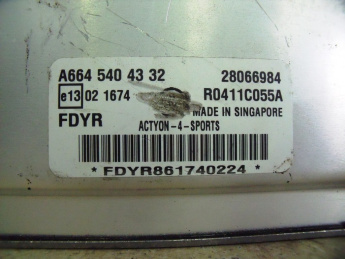 A664 540 43 32 28066984
e13 02 1674 R0411C055A
MADE IN SINGAPORE
FDYR ACTYON-4-SPORTS
* FDYR861740224 *